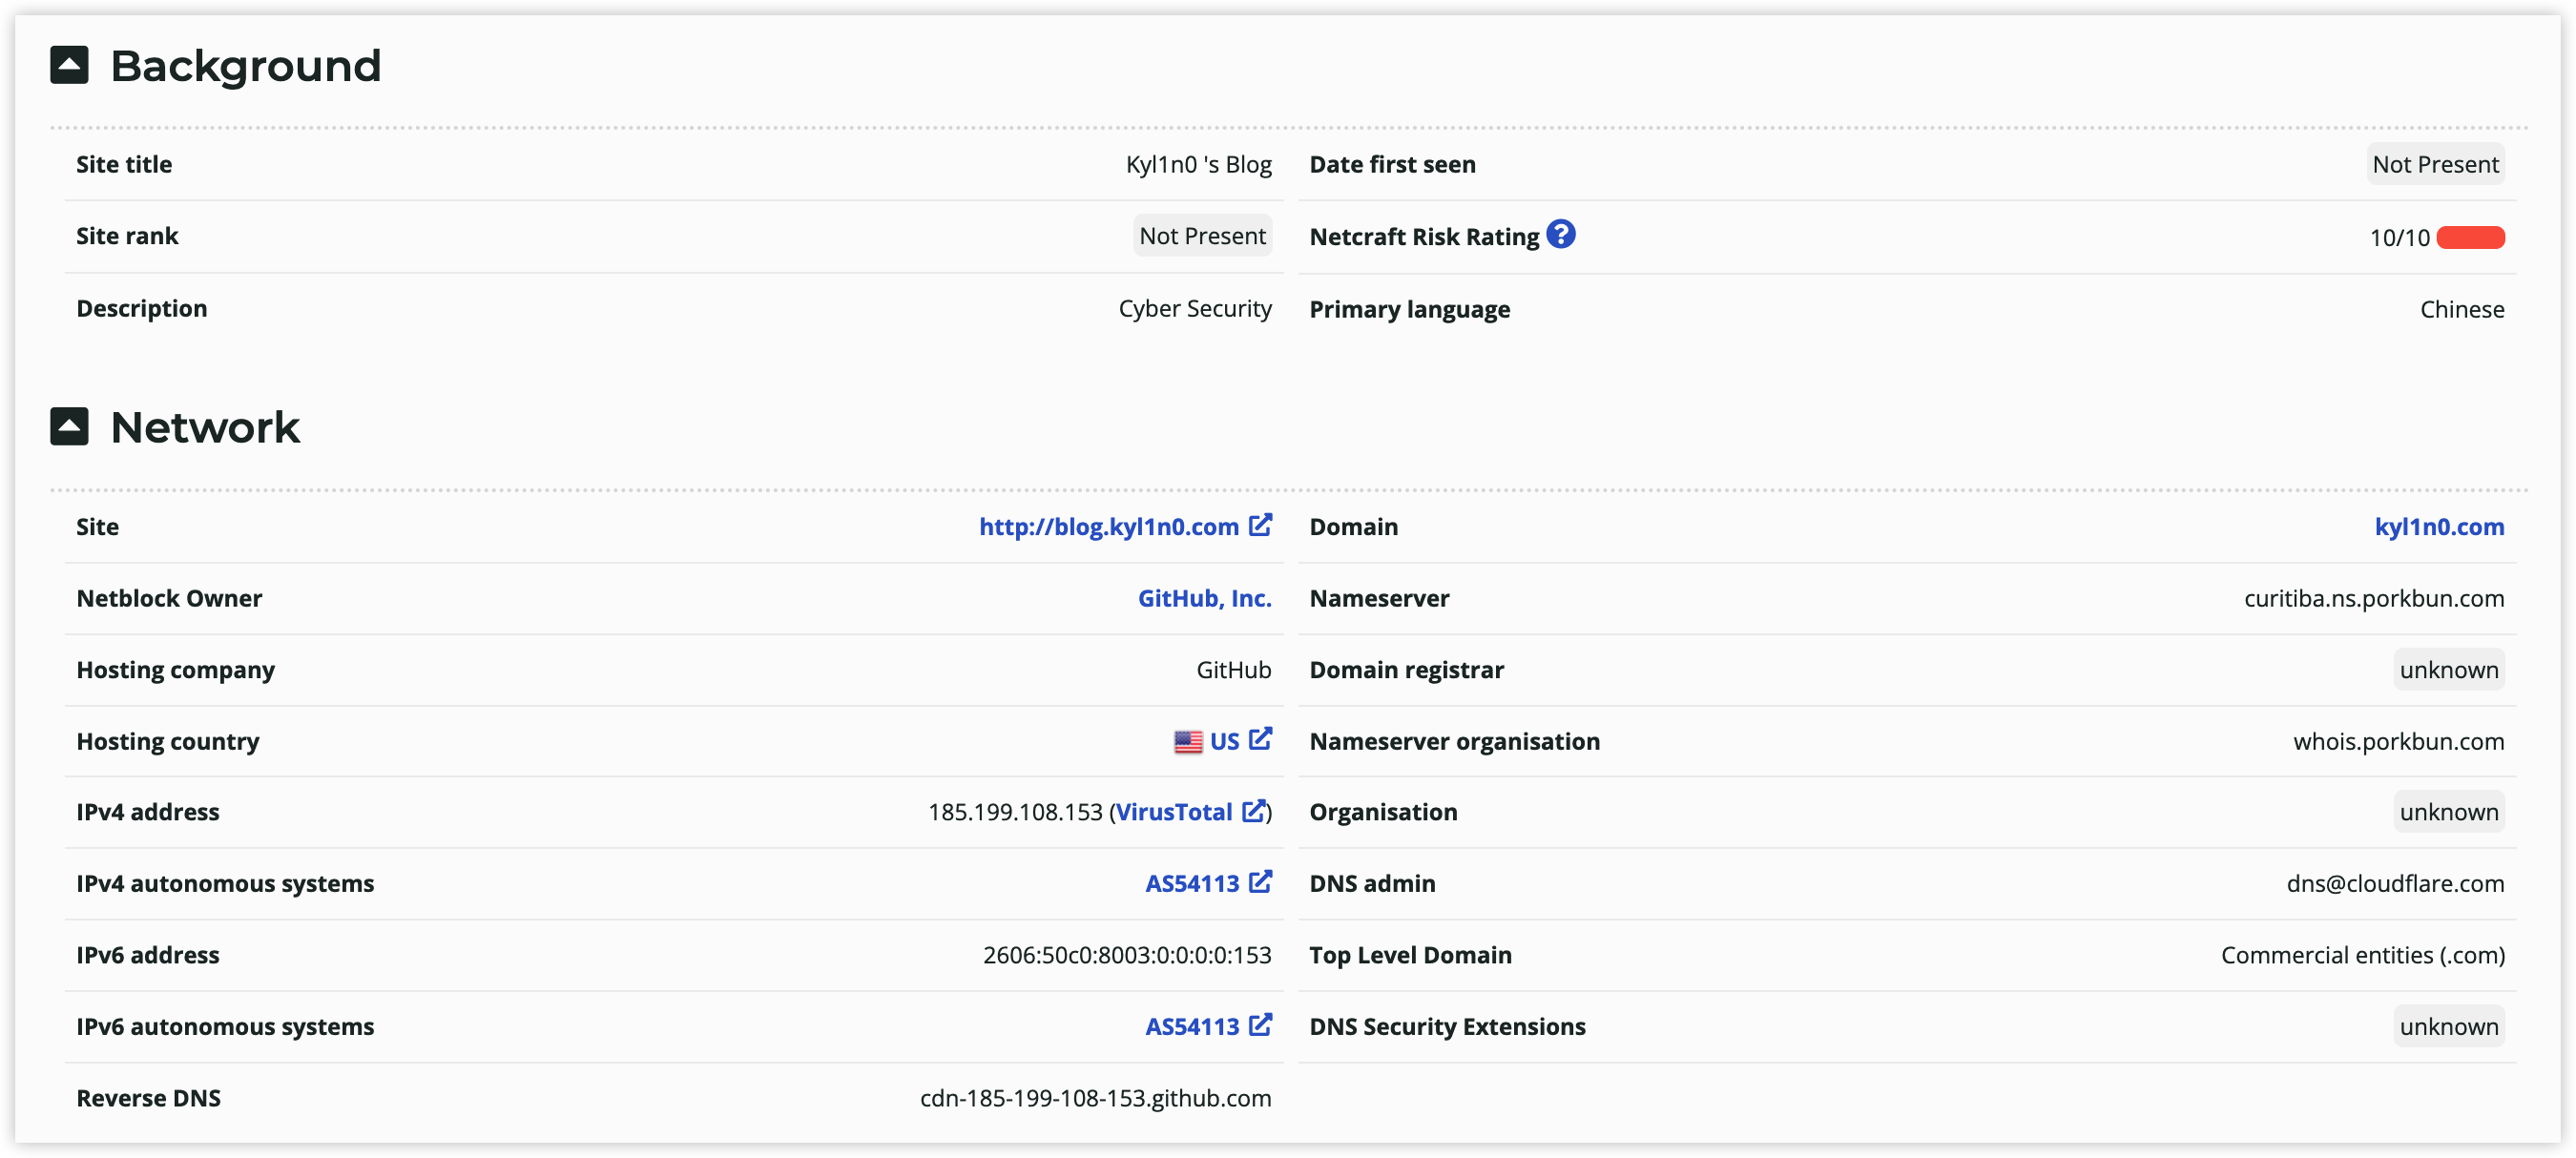 Background
Site title Kyl1n0 's Blog Date first seen Not Present
Site rank Not Present Netcraft Risk Rating ? 10/10
Description Cyber Security Primary language Chinese
Network
Site http://blog.kyl1n0.com Domain kyl1n0.com
Netblock Owner GitHub, Inc. Nameserver curitiba.ns.porkbun.com
Hosting company GitHub Domain registrar unknown
Hosting country US Nameserver organisation whois.porkbun.com
IPv4 address 185.199.108.153 (VirusTotal) Organisation unknown
IPv4 autonomous systems AS54113 DNS admin dns@cloudflare.com
IPv6 address 2606:50c0:8003:0:0:0:0:153 Top Level Domain Commercial entities (.com)
IPv6 autonomous systems AS54113 DNS Security Extensions unknown
Reverse DNS cdn-185-199-108-153.github.com